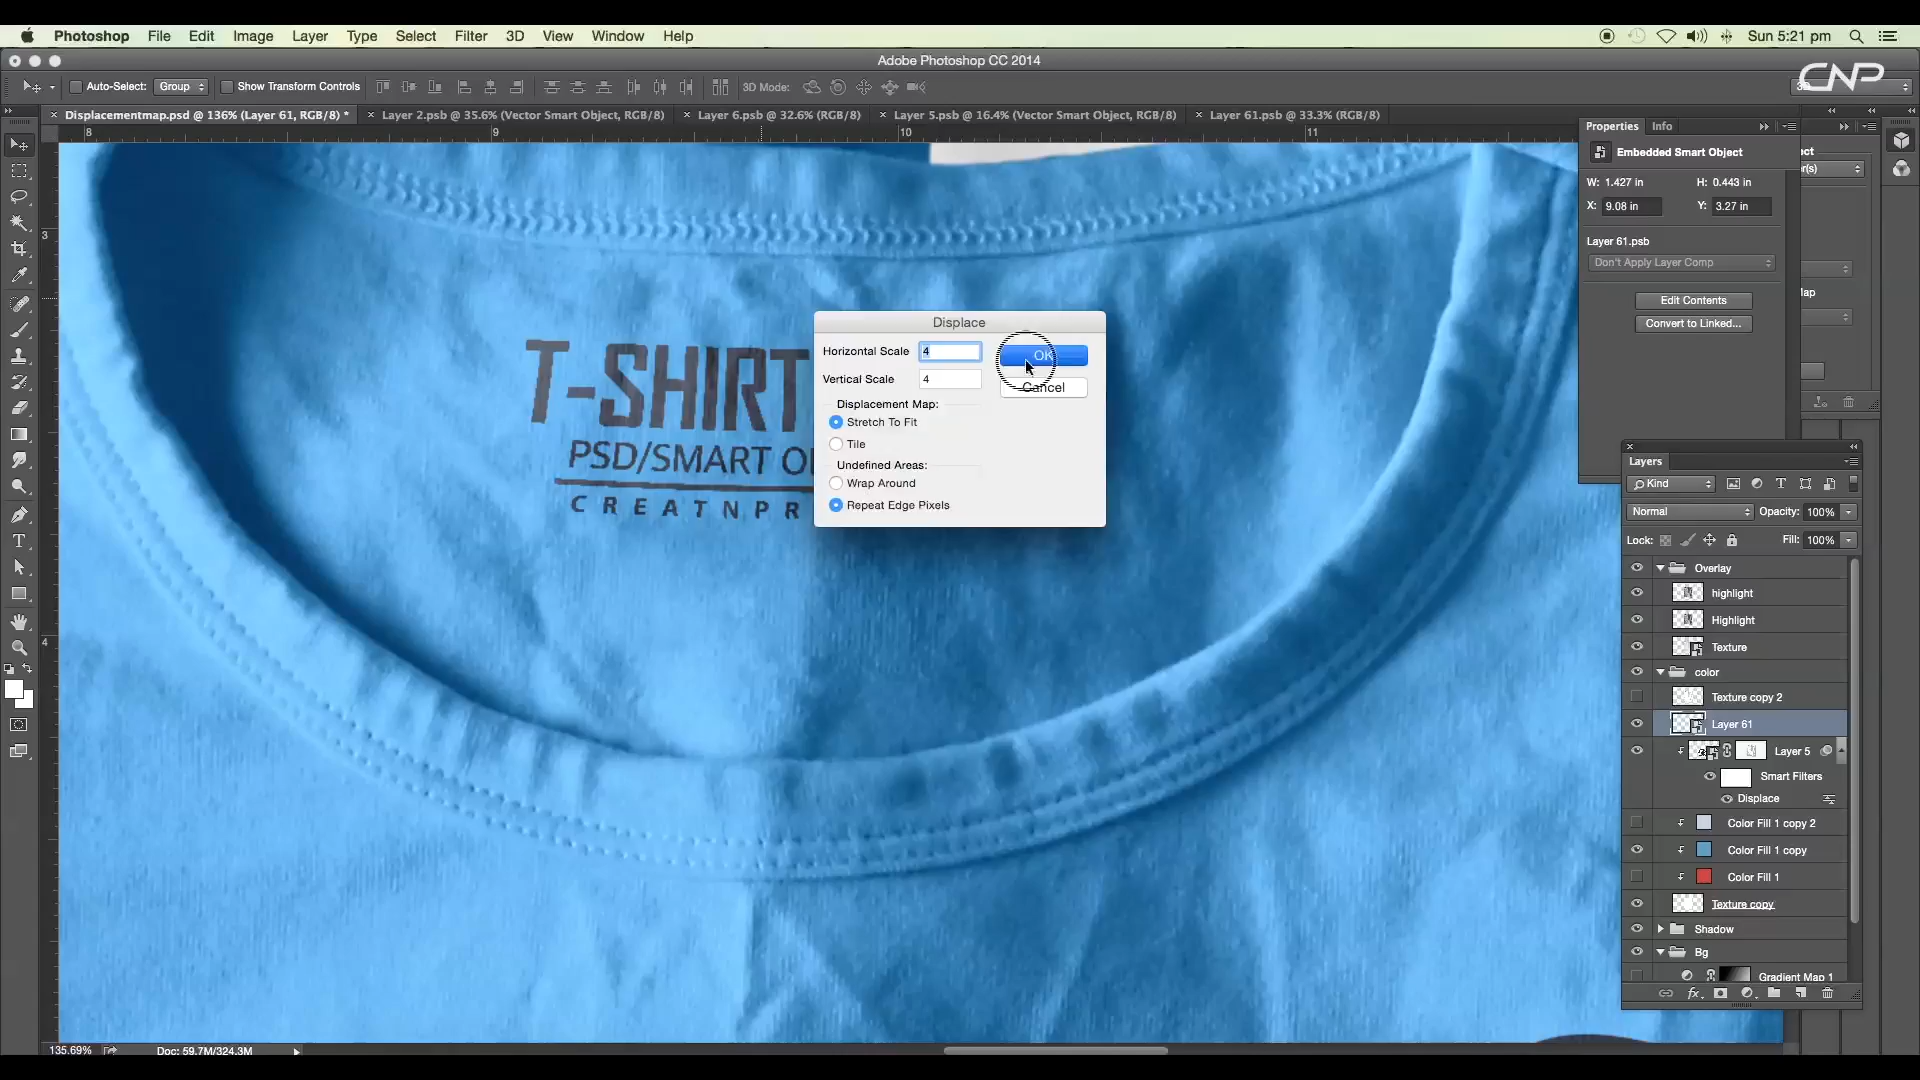 Photoshop File Edit Image Layer Type Select Filter 3D View Window Help Sun 5:21 pm
Adobe Photoshop CC 2014
CNP
Auto-Select: Group Show Transform Controls 3D Mode:
Displacementmap.psd @ 136% (Layer 61, RGB/8) * Layer 2.psb @ 35.6% (Vector Smart Object, RGB/8) Layer 6.psb @ 32.6% (RGB/8) Layer 5.psb @ 16.4% (Vector Smart Object, RGB/8) Layer 61.psb @ 33.3% (RGB/8)
8 9 10 11
3
4
T-SHIRT
PSD/SMART
CREATNPR
Displace
Horizontal Scale 4 OK
Vertical Scale 4 Cancel
Displacement Map:
Stretch To Fit
Tile
Undefined Areas:
Wrap Around
Repeat Edge Pixels
Properties Info
Embedded Smart Object
W: 1.427 in H: 0.443 in
X: 9.08 in Y: 3.27 in
Layer 61.psb
Don't Apply Layer Comp
Edit Contents
Convert to Linked...
Layers
Kind
Normal Opacity: 100%
Lock: Fill: 100%
Overlay
highlight
Highlight
Texture
color
Texture copy 2
Layer 61
Layer 5
Smart Filters
Displace
Color Fill 1 copy 2
Color Fill 1 copy
Color Fill 1
Texture copy
Shadow
Bg
Gradient Map 1
135.69% Doc: 59.7M/324.3M